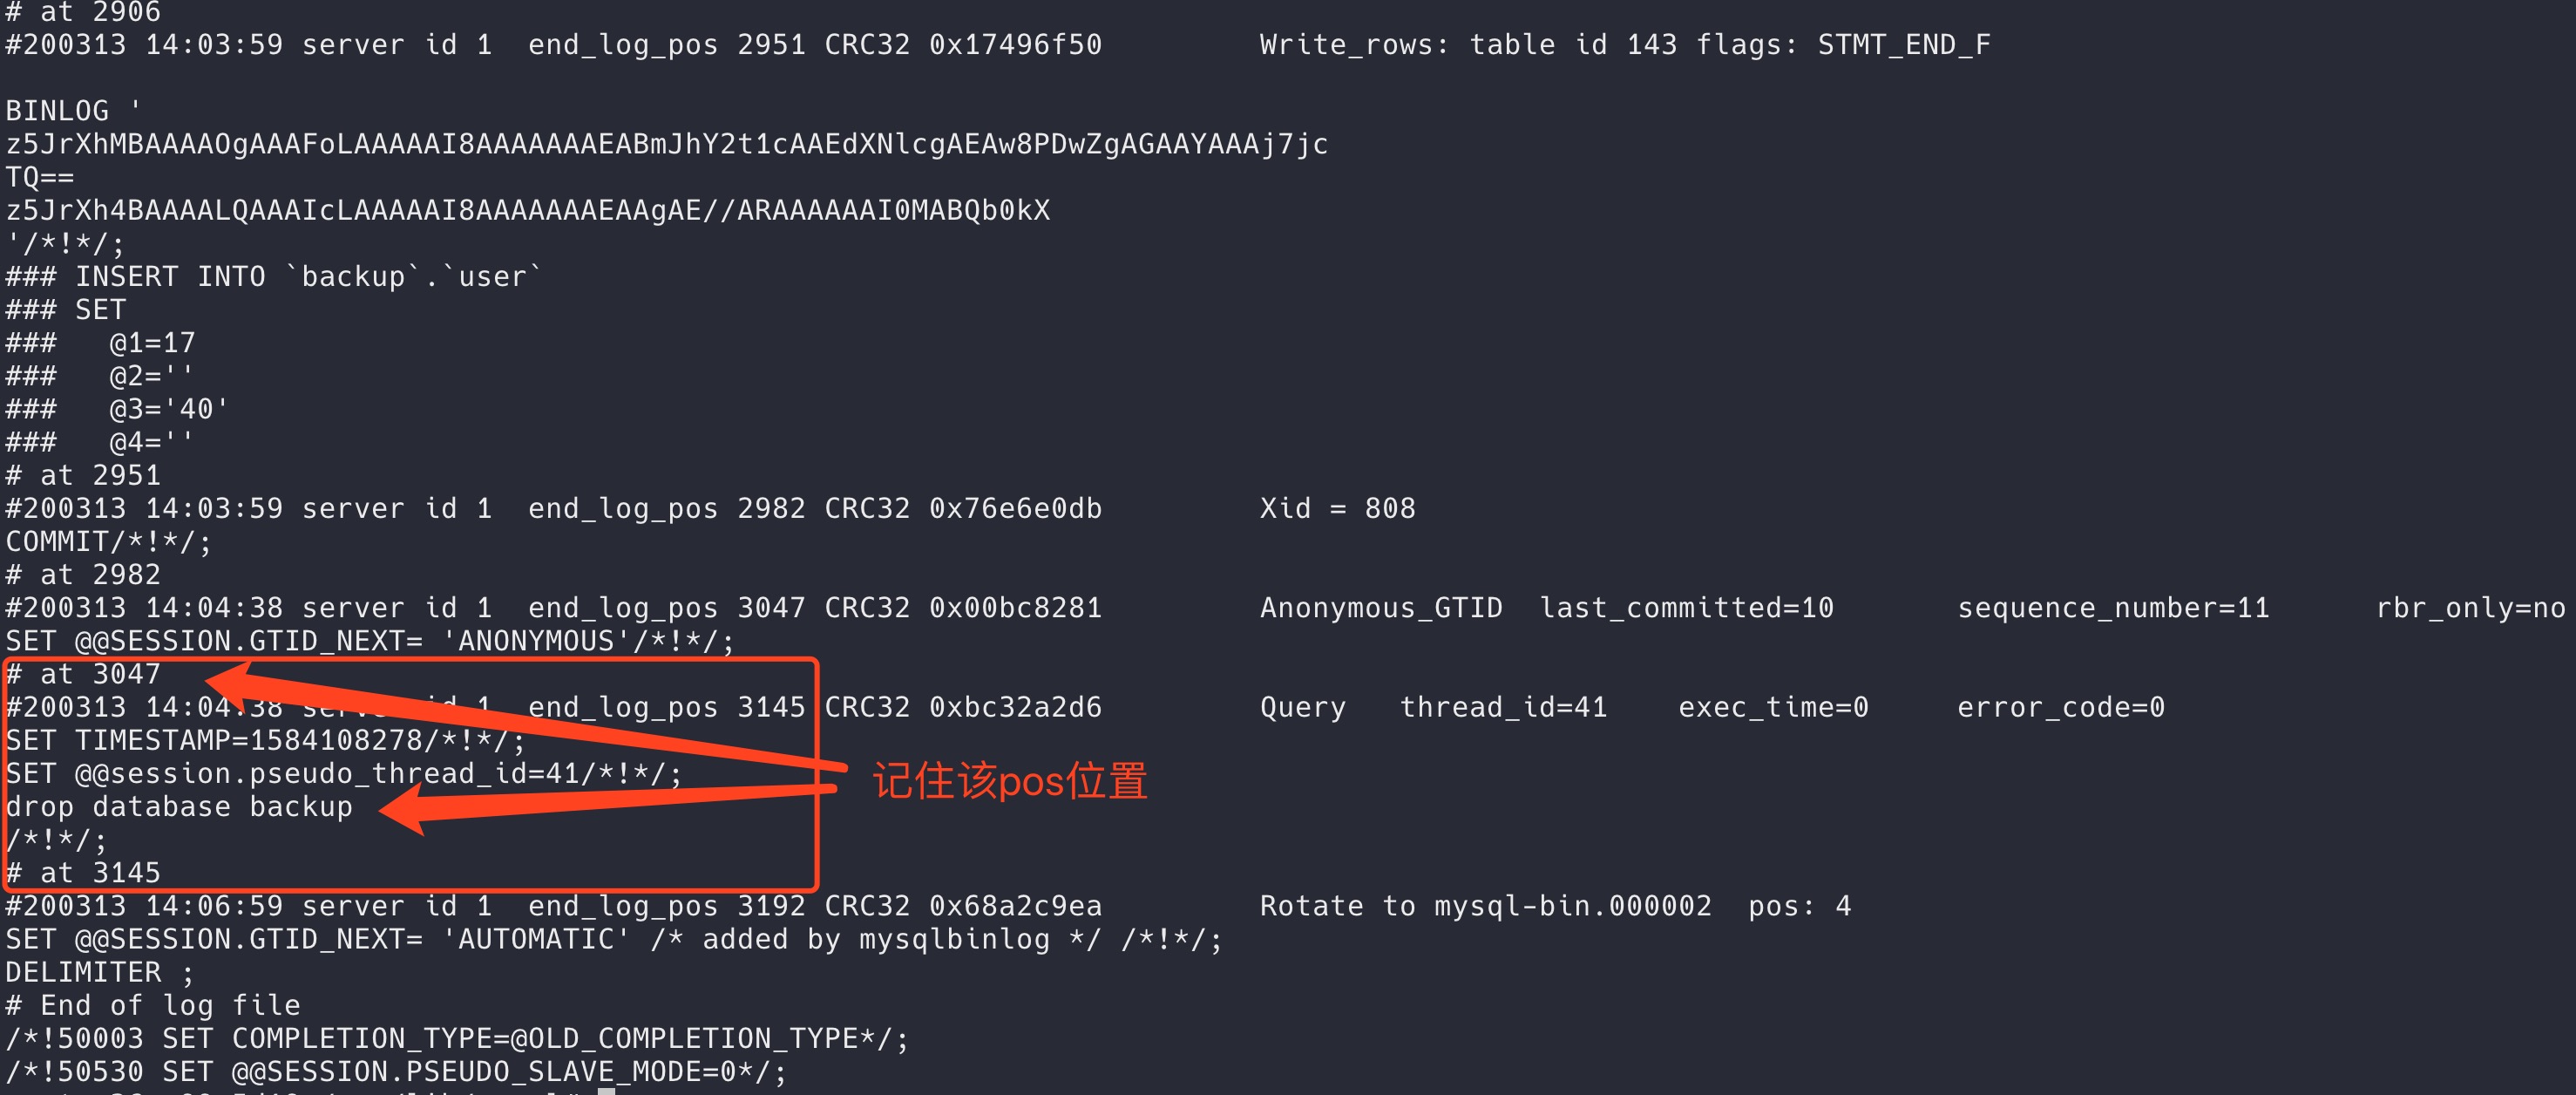 # at 2906
#200313 14:03:59 server id 1  end_log_pos 2951 CRC32 0x17496f50         Write_rows: table id 143 flags: STMT_END_F
BINLOG '
z5JrXhMBAAAAOgAAAFoLAAAAAI8AAAAAAAEABmJhY2t1cAAEdXNlcgAEAw8PDwZgAGAAYAAAj7jc
TQ==
z5JrXh4BAAAALQAAAIcLAAAAAI8AAAAAAAEAAgAE//ARAAAAAAI0MABQb0kX
'/*!*/;
### INSERT INTO `backup`.`user`
### SET
###   @1=17
###   @2=''
###   @3='40'
###   @4=''
# at 2951
#200313 14:03:59 server id 1  end_log_pos 2982 CRC32 0x76e6e0db         Xid = 808
COMMIT/*!*/;
# at 2982
#200313 14:04:38 server id 1  end_log_pos 3047 CRC32 0x00bc8281         Anonymous_GTID  last_committed=10       sequence_number=11      rbr_only=no
SET @@SESSION.GTID_NEXT= 'ANONYMOUS'/*!*/;
# at 3047
#200313 14:04:38 server id 1  end_log_pos 3145 CRC32 0xbc32a2d6         Query   thread_id=41    exec_time=0     error_code=0
SET TIMESTAMP=1584108278/*!*/;
SET @@session.pseudo_thread_id=41/*!*/;
记住该pos位置
drop database backup
/*!*/;
# at 3145
#200313 14:06:59 server id 1  end_log_pos 3192 CRC32 0x68a2c9ea         Rotate to mysql-bin.000002  pos: 4
SET @@SESSION.GTID_NEXT= 'AUTOMATIC' /* added by mysqlbinlog */ /*!*/;
DELIMITER ;
# End of log file
/*!50003 SET COMPLETION_TYPE=@OLD_COMPLETION_TYPE*/;
/*!50530 SET @@SESSION.PSEUDO_SLAVE_MODE=0*/;